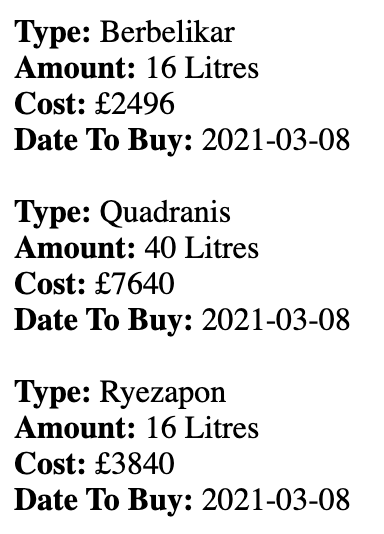 Type: Berbelikar
Amount: 16 Litres
Cost: £2496
Date To Buy: 2021-03-08
Type: Quadranis
Amount: 40 Litres
Cost: £7640
Date To Buy: 2021-03-08
Type: Ryezapon
Amount: 16 Litres
Cost: £3840
Date To Buy: 2021-03-08